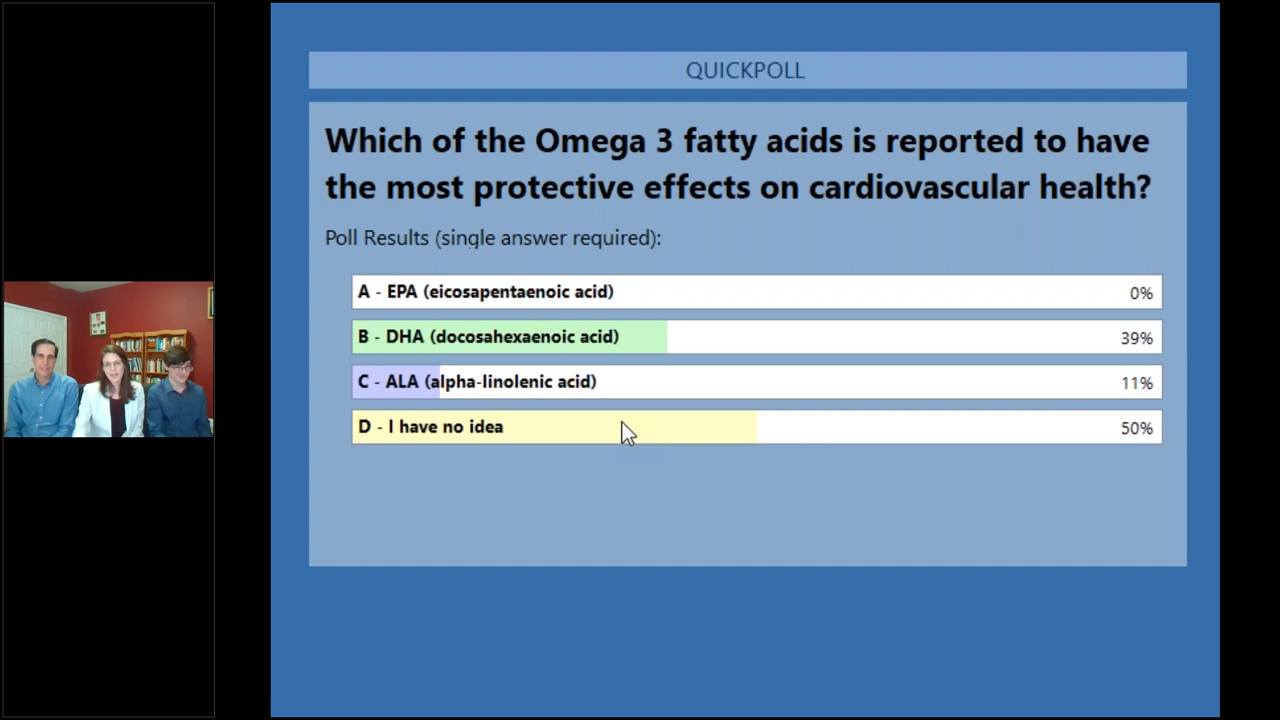 QUICKPOLL
Which of the Omega 3 fatty acids is reported to have
the most protective effects on cardiovascular health?
Poll Results (single answer required):
A - EPA (eicosapentaenoic acid) 0%
B - DHA (docosahexaenoic acid) 39%
C - ALA (alpha-linolenic acid) 11%
D - I have no idea 50%